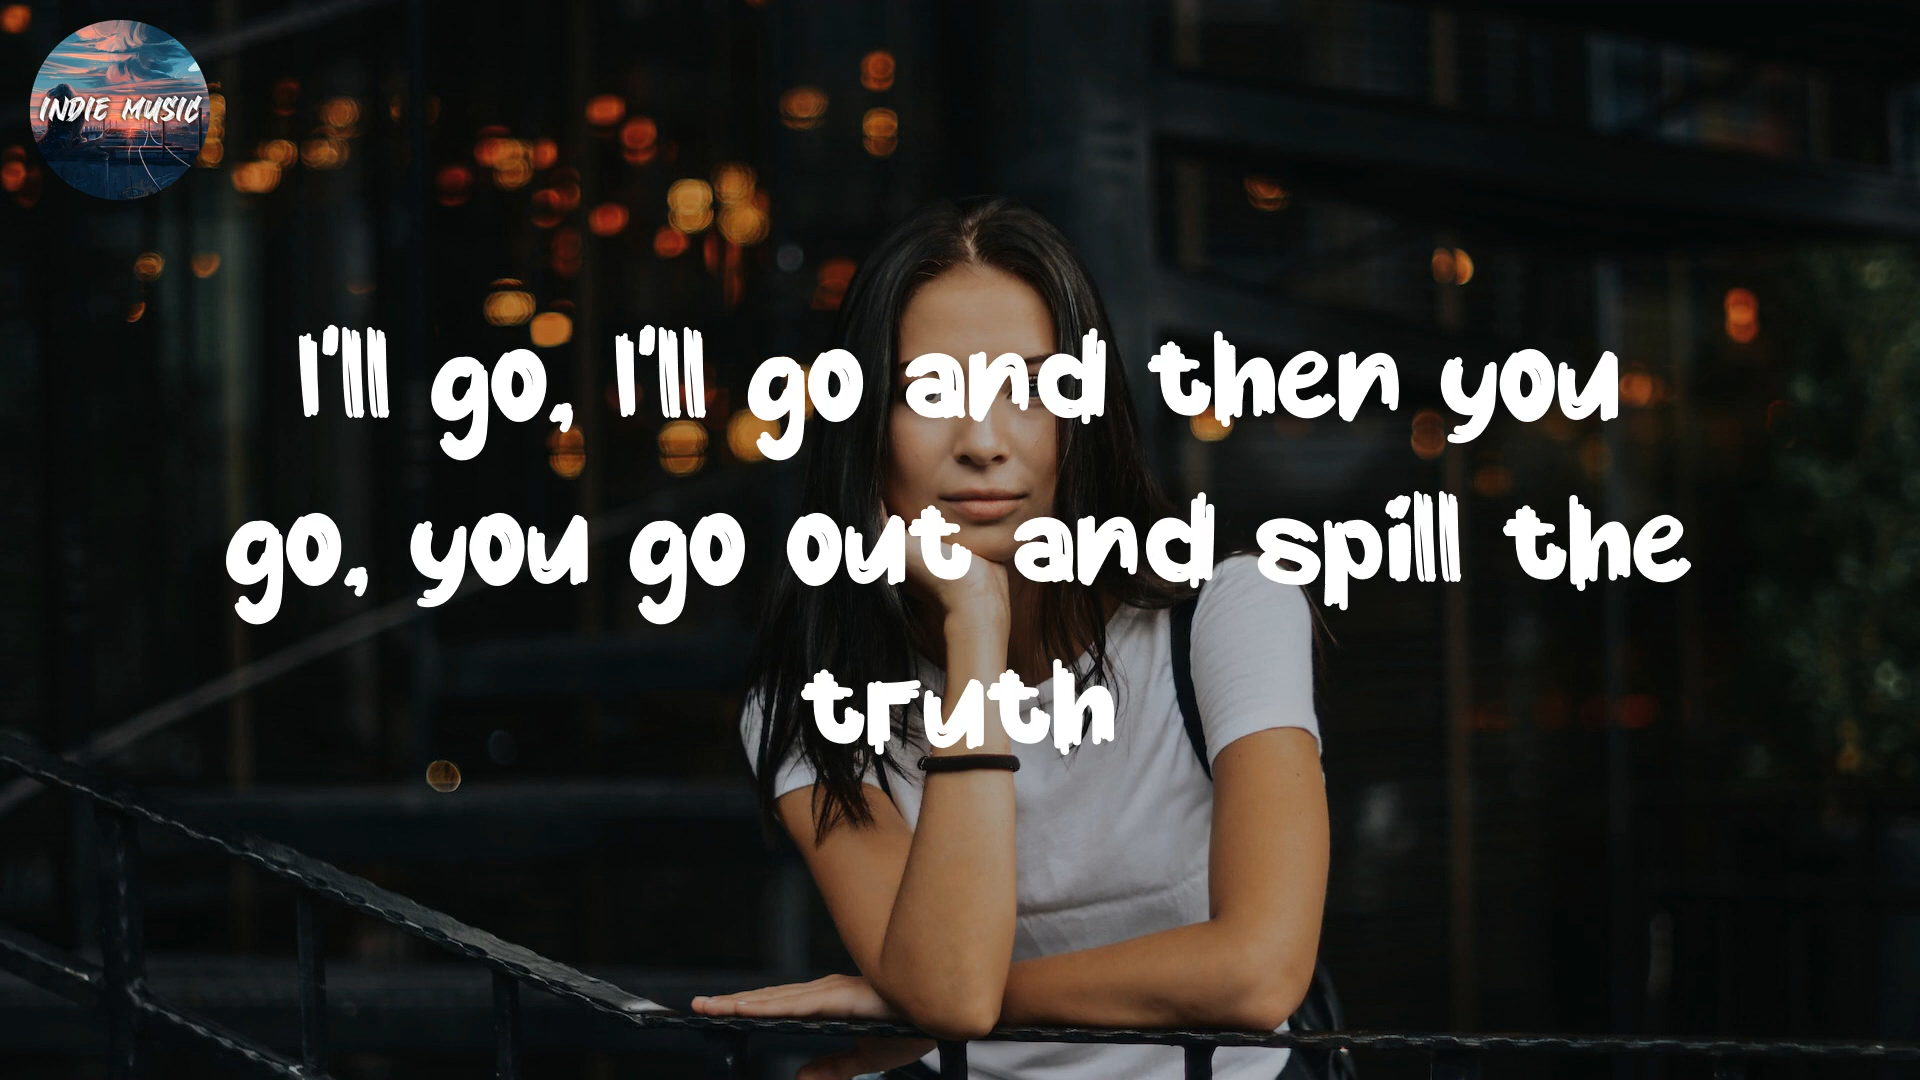 INDIE MUSIC
I'll go, I'll go and then you
go, you go out and spill the
truth